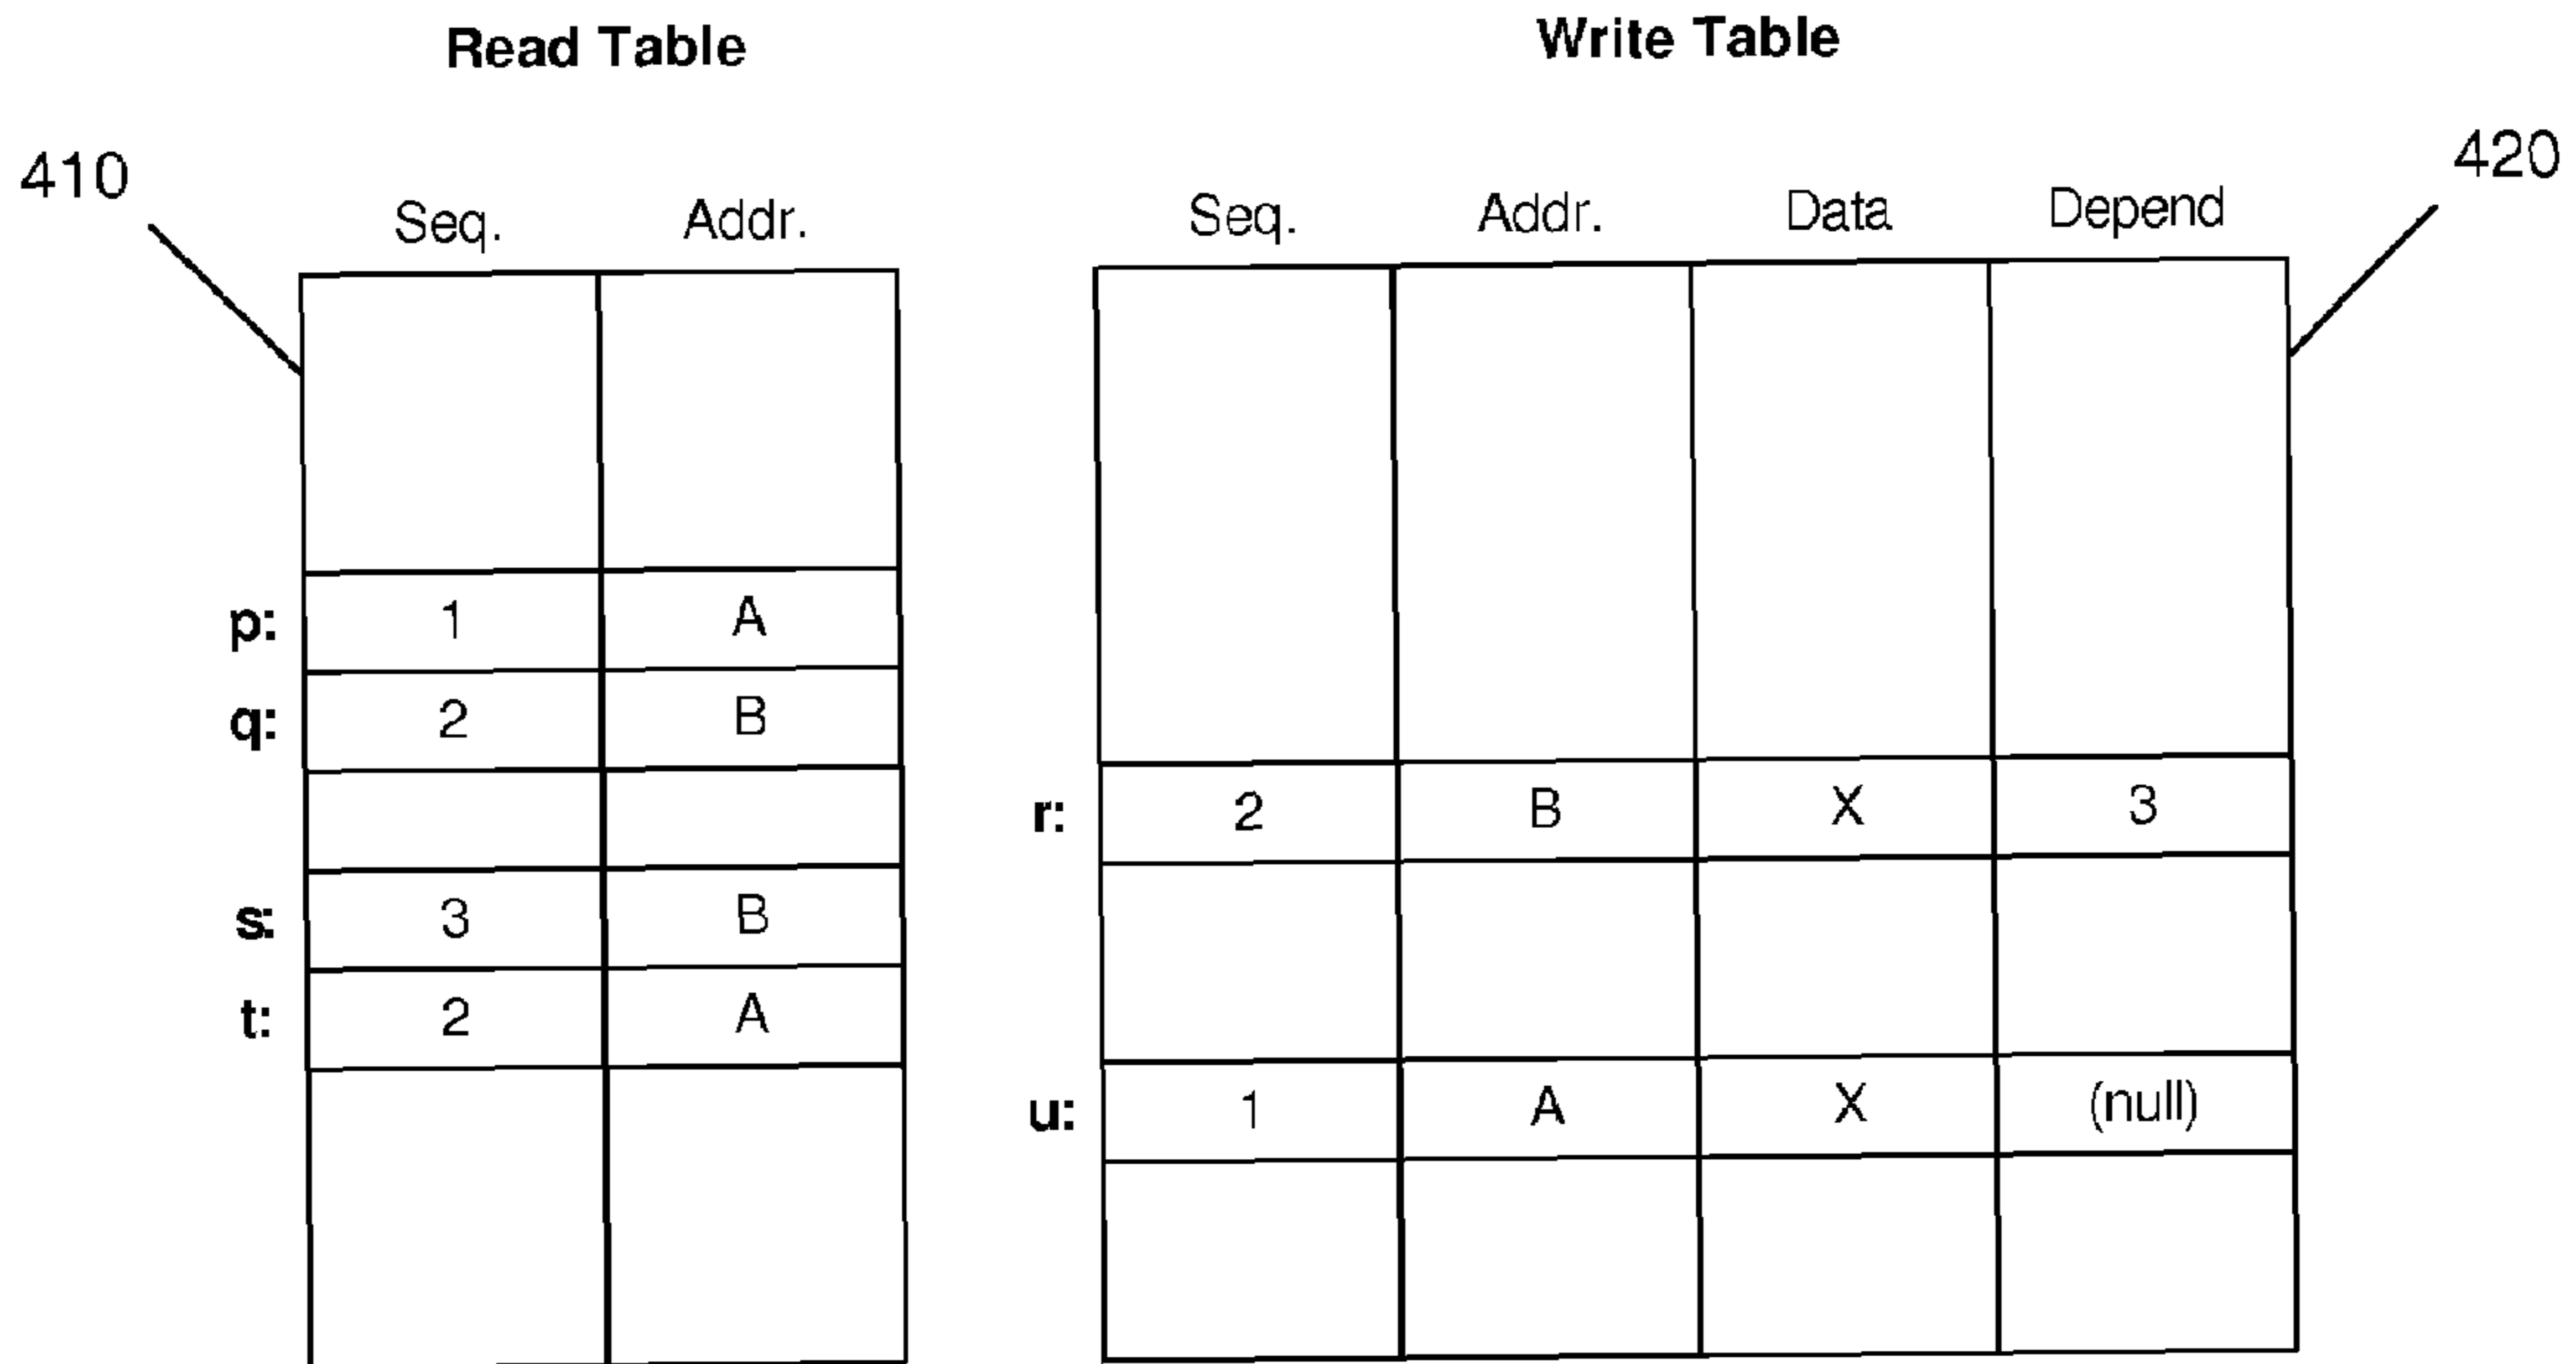 Read Table Write Table
410 420
Seq. Addr. Seq. Addr. Data Depend
p: 1 A
q: 2 B
r: 2 B X 3
s: 3 B
t: 2 A
u: 1 A X (null)